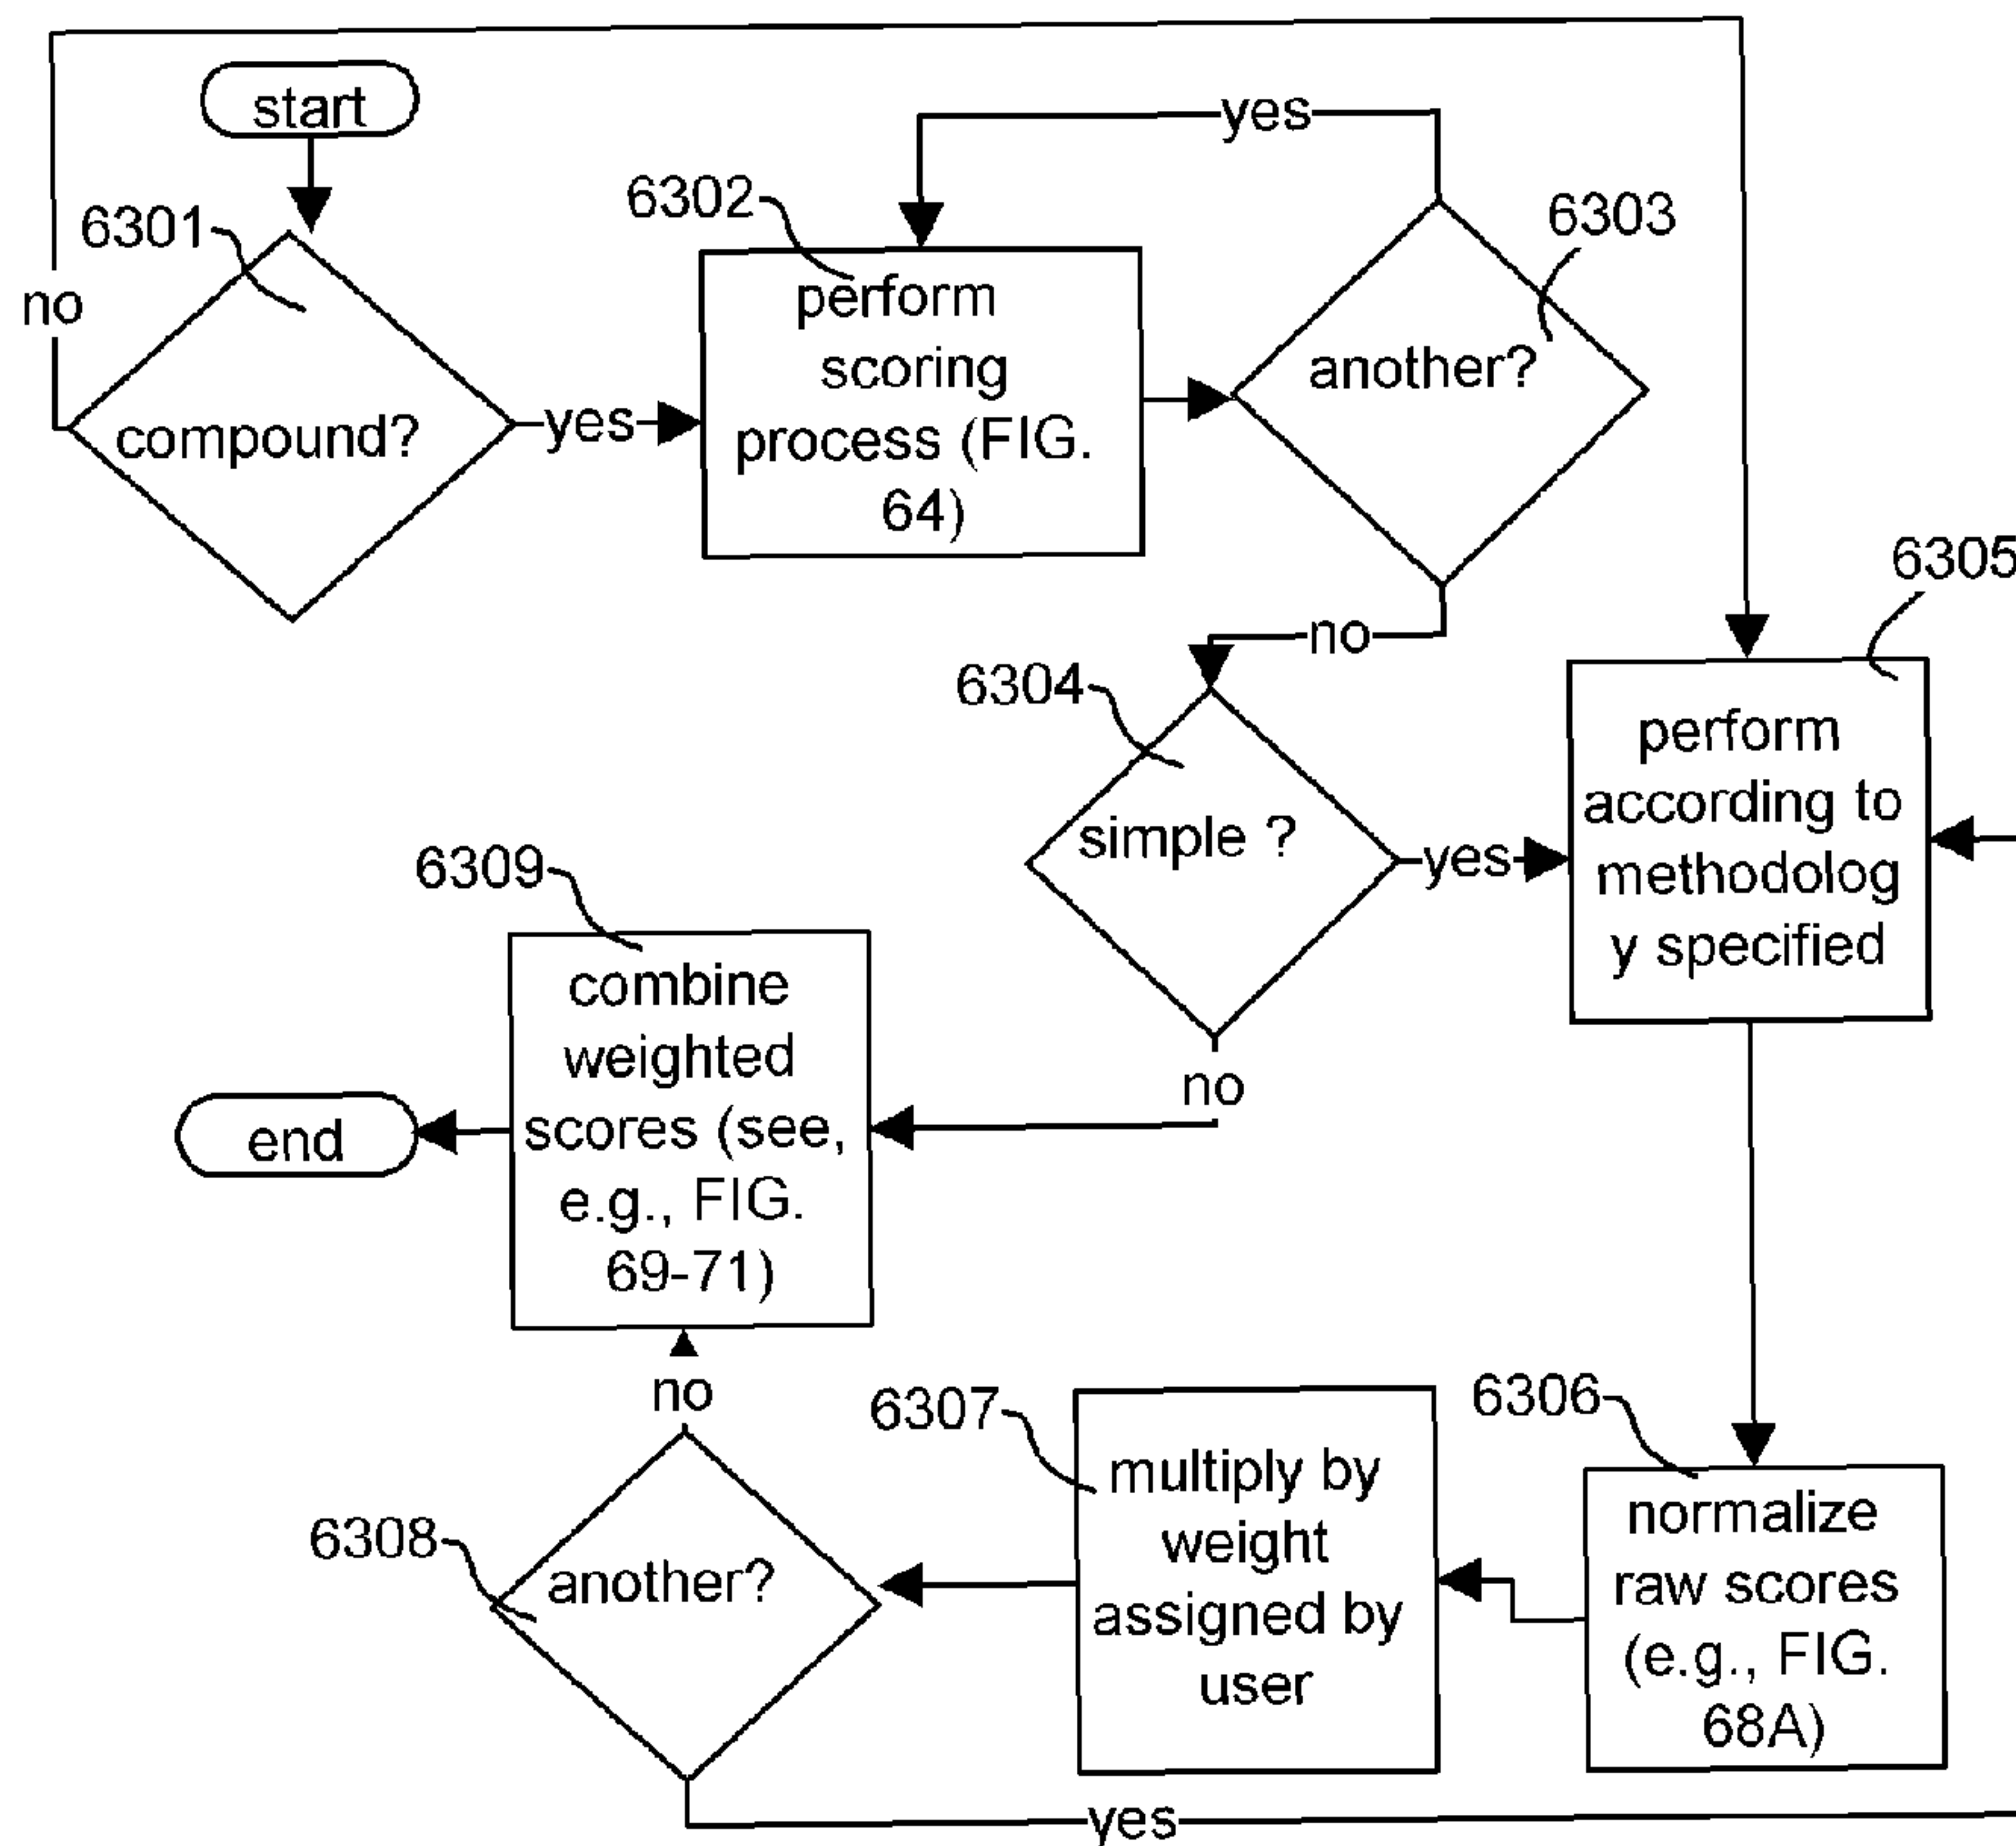 start
yes
6301
6302
6303
no
compound?
yes
perform
scoring
process (FIG.
64)
another?
no
6304
simple ?
yes
no
6305
perform
according to
methodolog
y specified
6309
combine
weighted
scores (see,
e.g., FIG.
69-71)
end
no
6308
another?
6307
multiply by
weight
assigned by
user
6306
normalize
raw scores
(e.g., FIG.
68A)
yes